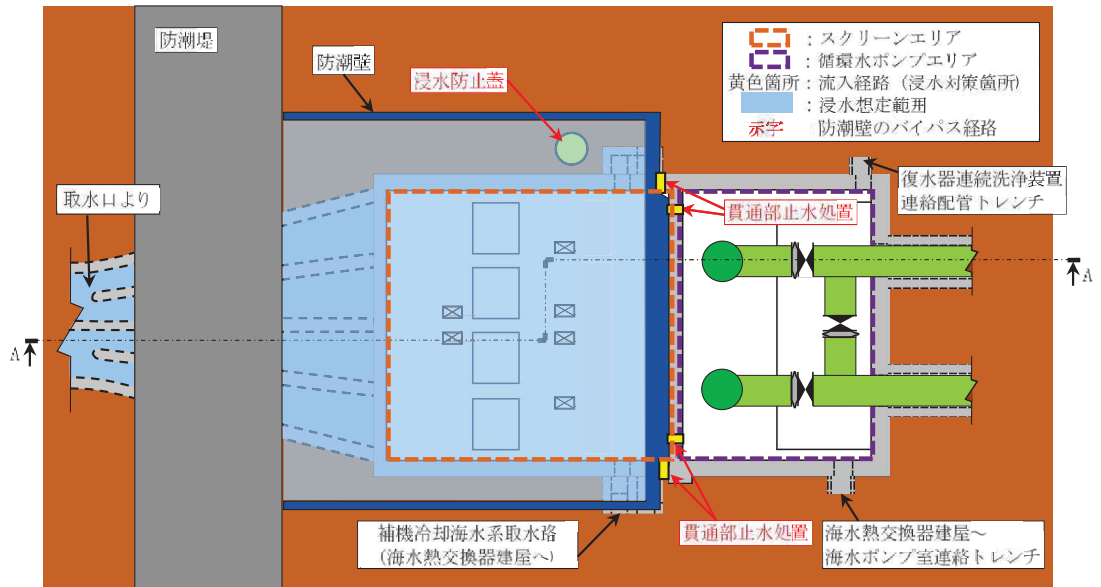 防潮堤
防潮壁
浸水防止蓋
：スクリーンエリア
：循環水ポンプエリア
黄色箇所：流入経路（浸水対策箇所）
：浸水想定範囲
赤字：防潮壁のバイパス経路
取水口より
復水器連続洗浄装置
連絡配管トレンチ
貫通部止水処置
A
A
補機冷却海水系取水路
(海水熱交換器建屋へ)
貫通部止水処置
海水熱交換器建屋～
海水ポンプ室連絡トレンチ